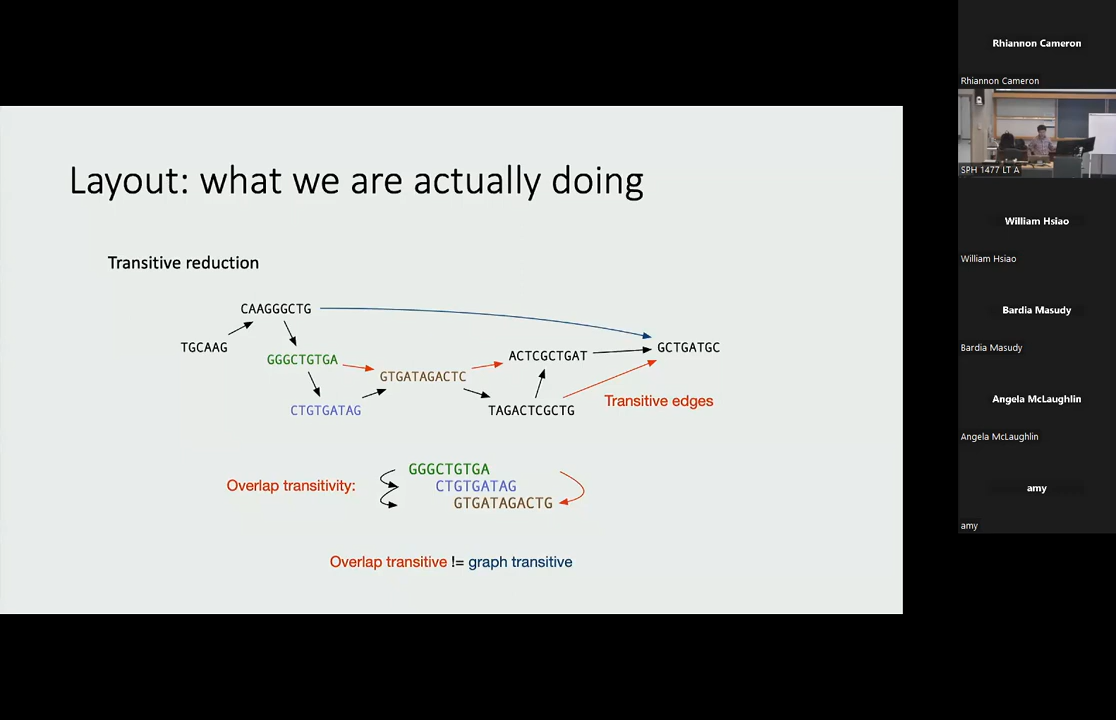 Layout: what we are actually doing
Transitive reduction
CAAGGGCTG
TGCAAG
GGGCTGTGA
CTGTGATAG
GTGATAGACTC
ACTCGCTGAT
TAGACTCGCTG
GCTGATGC
Transitive edges
Overlap transitivity:
GGGCTGTGA
CTGTGATAG
GTGATAGACTG
Overlap transitive != graph transitive
Rhiannon Cameron
Rhiannon Cameron
SPH 1477 LT A
William Hsiao
William Hsiao
Bardia Masudy
Bardia Masudy
Angela McLaughlin
Angela McLaughlin
amy
amy